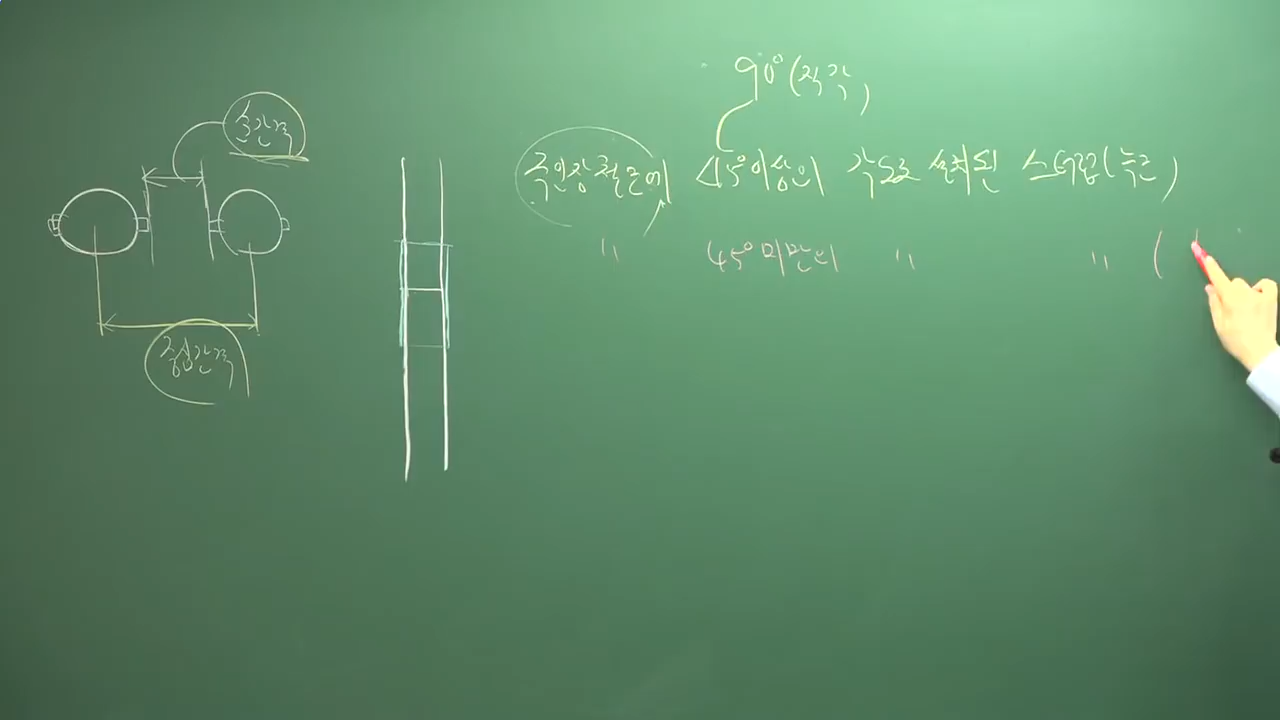 90°(직각)
순간격
주인장철근에 45°이상의 각도로 설치된 스터럽(늑근)
〃 45°미만의 〃 〃 (
중심간격